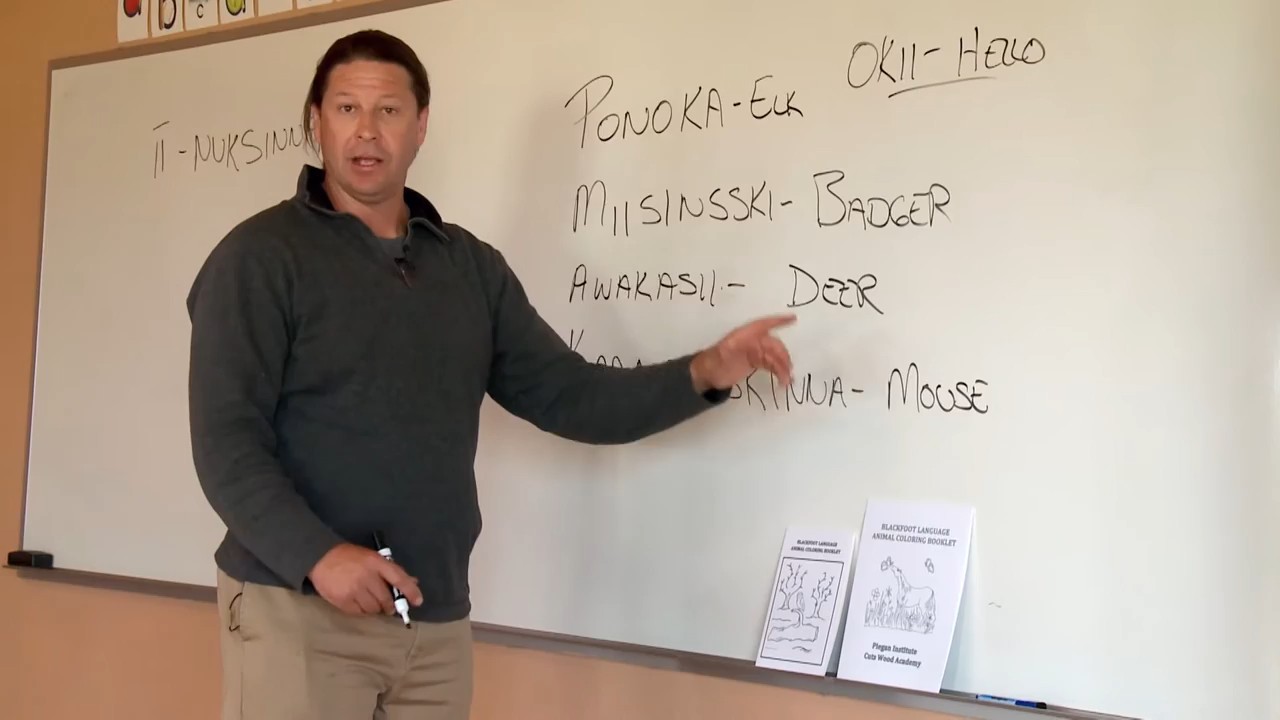 OKII- HELLO
PONOKA- ELK
II-NUKSINN
MIISINSSKI- BADGER
AWAKASII- DEER
SKINNA- MOUSE
BLACKFOOT LANGUAGE
ANIMAL COLORING BOOKLET
BLACKFOOT LANGUAGE
ANIMAL COLORING BOOKLET
Piegan Institute
Cuts Wood Academy